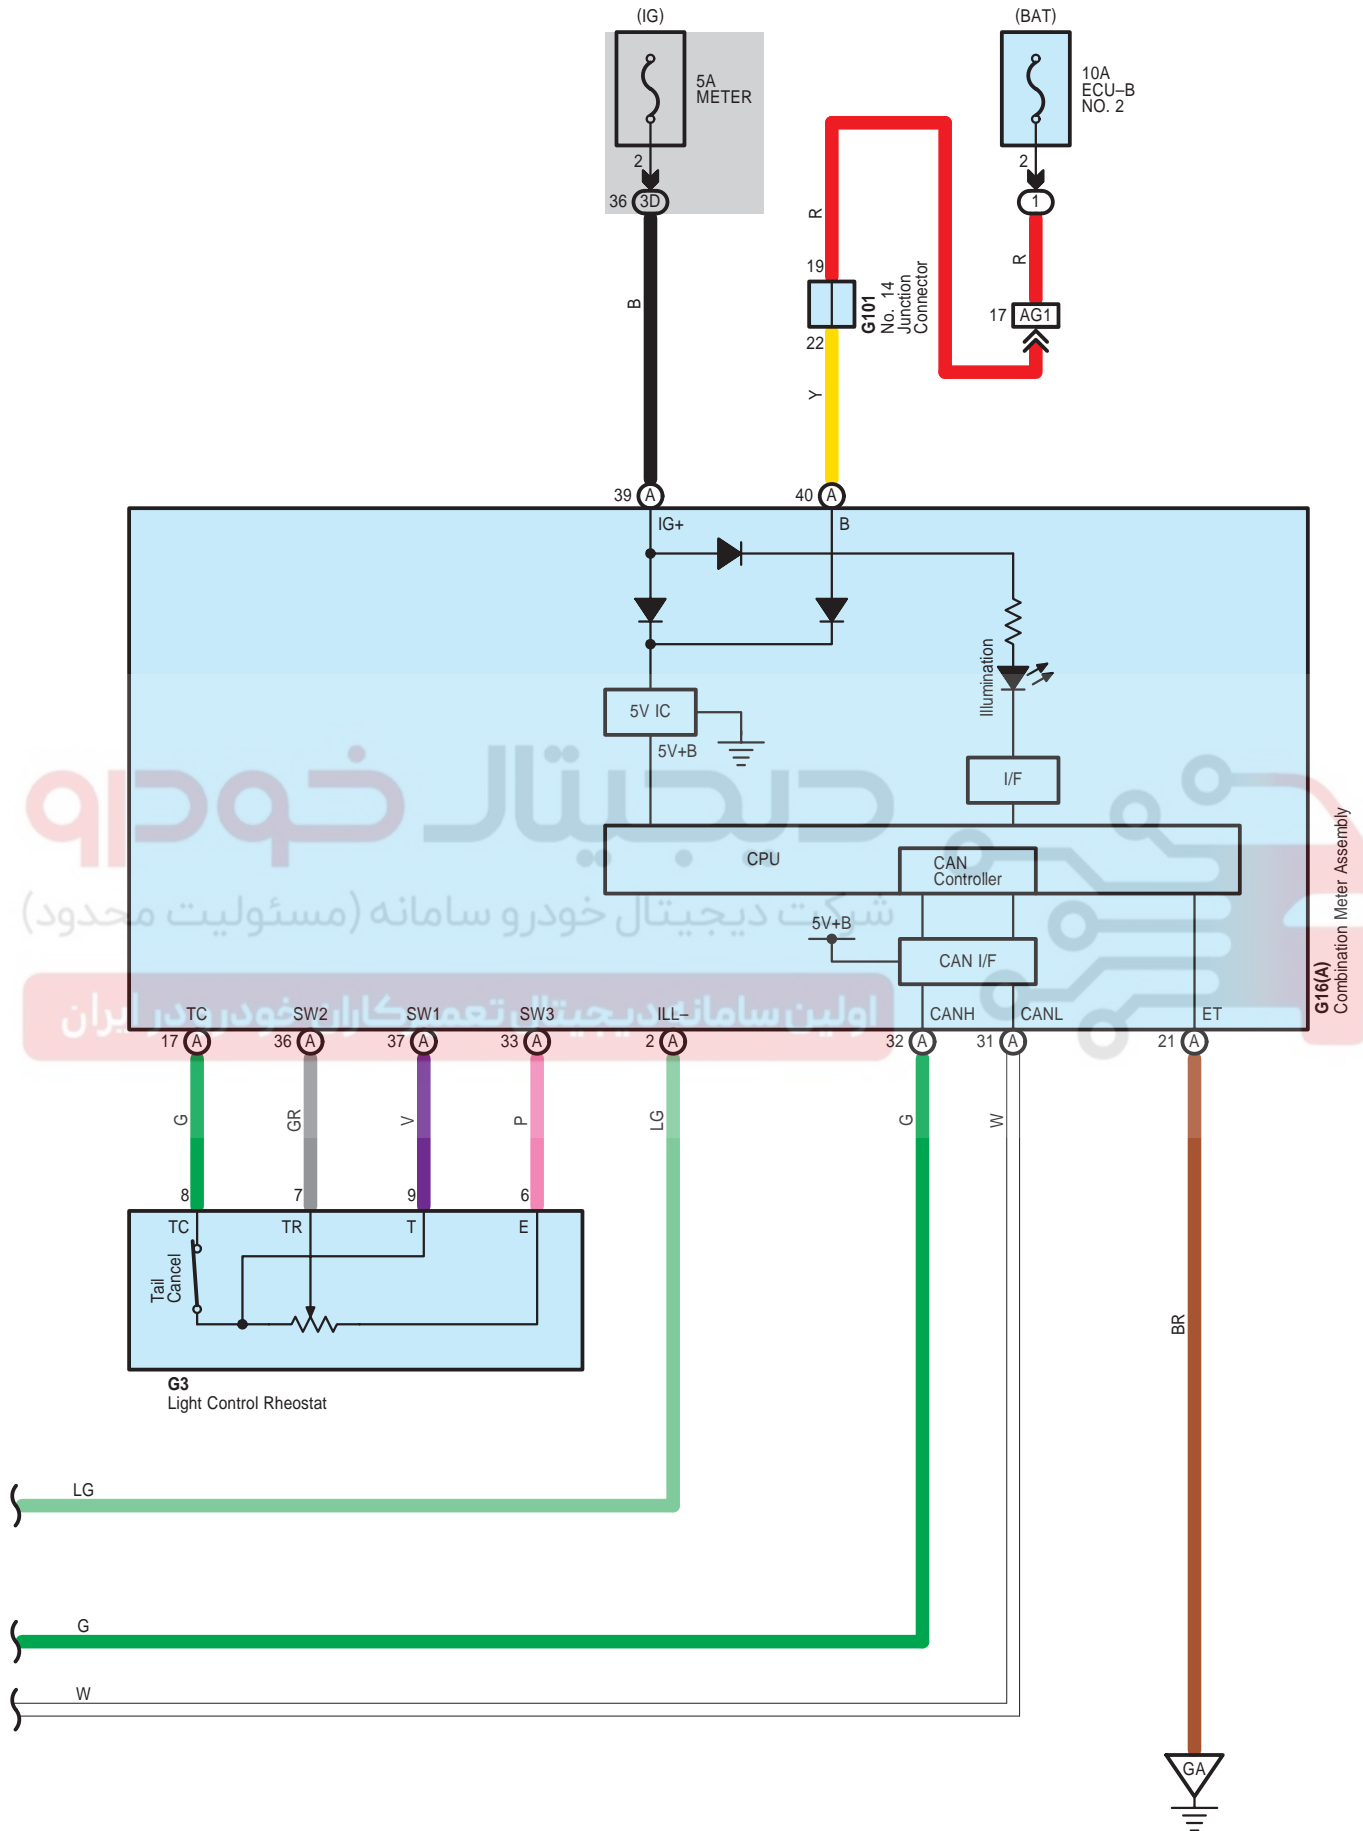 (IG)
(BAT)
5A
METER
10A
ECU–B
NO. 2
2
2
36 3D
1
R
R
B
19
G101
No. 14
Junction
Connector
17 AG1
22
Y
39 A
40 A
IG+
B
Illumination
5V IC
5V+B
I/F
دیجیتال خودرو
CPU
CAN
Controller
شرکت دیجیتال خودرو سامانه (مسئولیت محدود)
5V+B
CAN I/F
G16(A)
Combination Meter Assembly
اولین سامانه دیجیتال تعمیرکاران خودرو در ایران
TC
SW2
SW1
SW3
ILL–
CANH
CANL
ET
17 A
36 A
37 A
33 A
2 A
32 A
31 A
21 A
G
GR
V
P
LG
G
W
8
7
9
6
TC
TR
T
E
Tail
Cancel
BR
G3
Light Control Rheostat
LG
G
W
GA